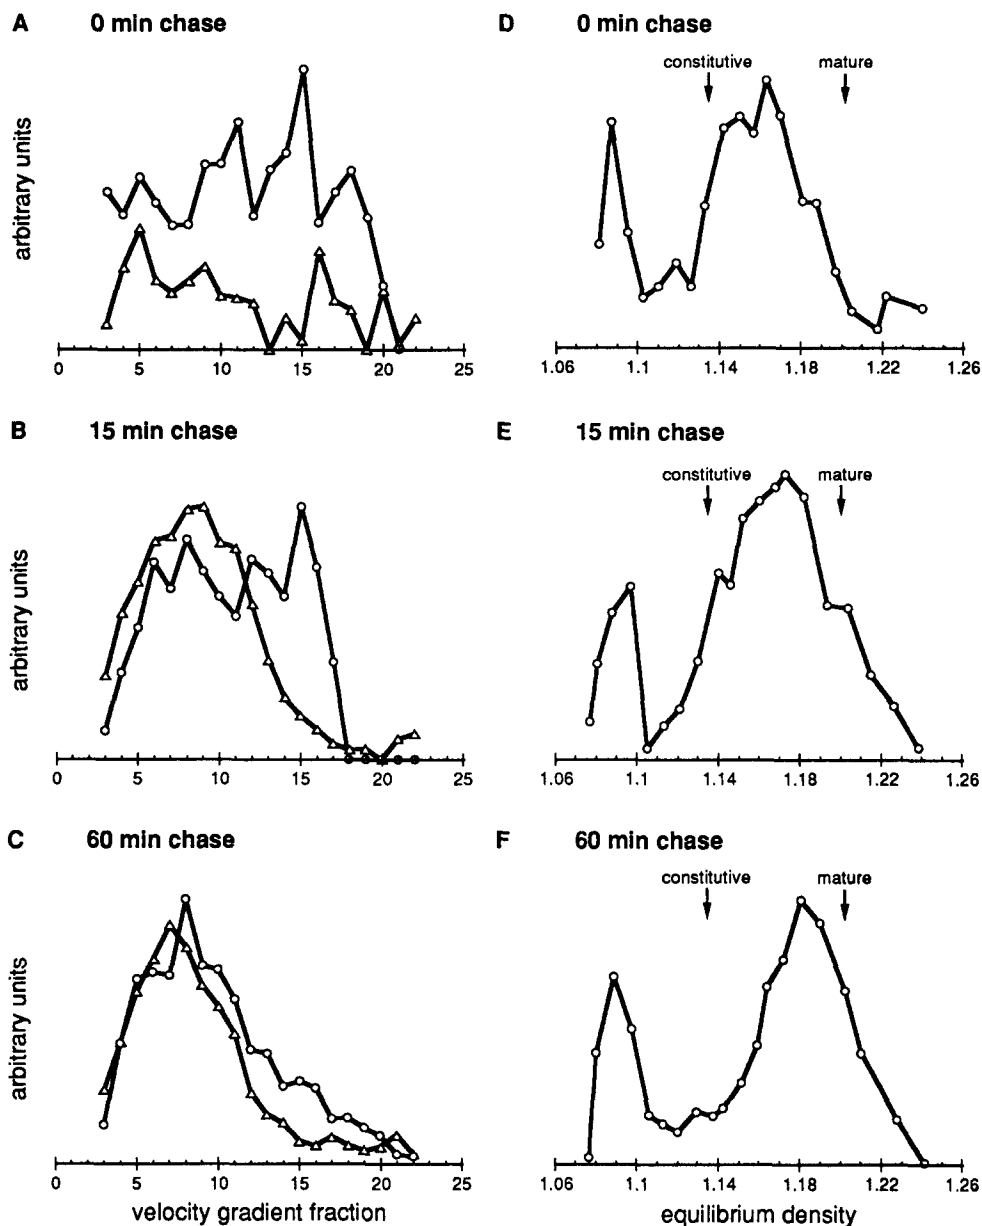 A 0 min chase
arbitrary units
0 5 10 15 20 25
D 0 min chase
constitutive mature
1.06 1.1 1.14 1.18 1.22 1.26
B 15 min chase
arbitrary units
0 5 10 15 20 25
E 15 min chase
constitutive mature
1.06 1.1 1.14 1.18 1.22 1.26
C 60 min chase
arbitrary units
0 5 10 15 20 25
velocity gradient fraction
F 60 min chase
constitutive mature
1.06 1.1 1.14 1.18 1.22 1.26
equilibrium density